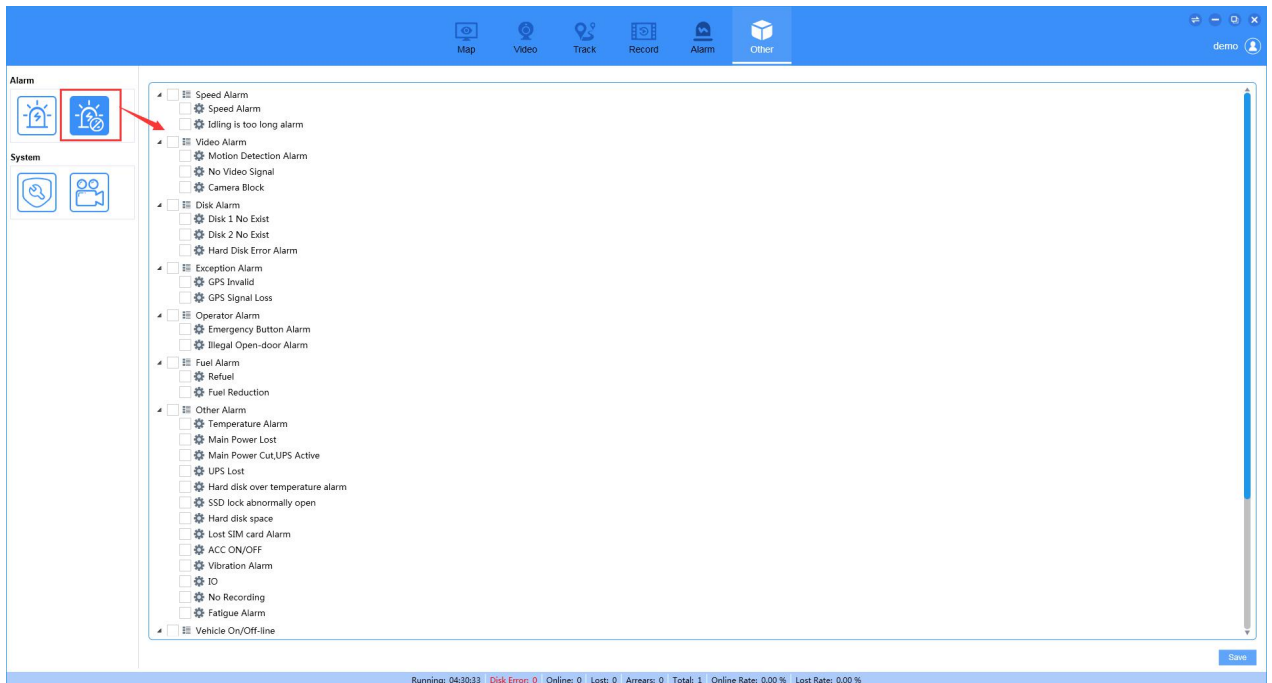 Map Video Track Record Alarm Other
demo
Alarm
System
Speed Alarm
Speed Alarm
Idling is too long alarm
Video Alarm
Motion Detection Alarm
No Video Signal
Camera Block
Disk Alarm
Disk 1 No Exist
Disk 2 No Exist
Hard Disk Error Alarm
Exception Alarm
GPS Invalid
GPS Signal Loss
Operator Alarm
Emergency Button Alarm
Illegal Open-door Alarm
Fuel Alarm
Refuel
Fuel Reduction
Other Alarm
Temperature Alarm
Main Power Lost
Main Power Cut,UPS Active
UPS Lost
Hard disk over temperature alarm
SSD lock abnormally open
Hard disk space
Lost SIM card Alarm
ACC ON/OFF
Vibration Alarm
IO
No Recording
Fatigue Alarm
Vehicle On/Off-line
Save
Running: 04:30:33 Disk Error: 0 Online: 0 Lost: 0 Arrears: 0 Total: 1 Online Rate: 0.00 % Lost Rate: 0.00 %